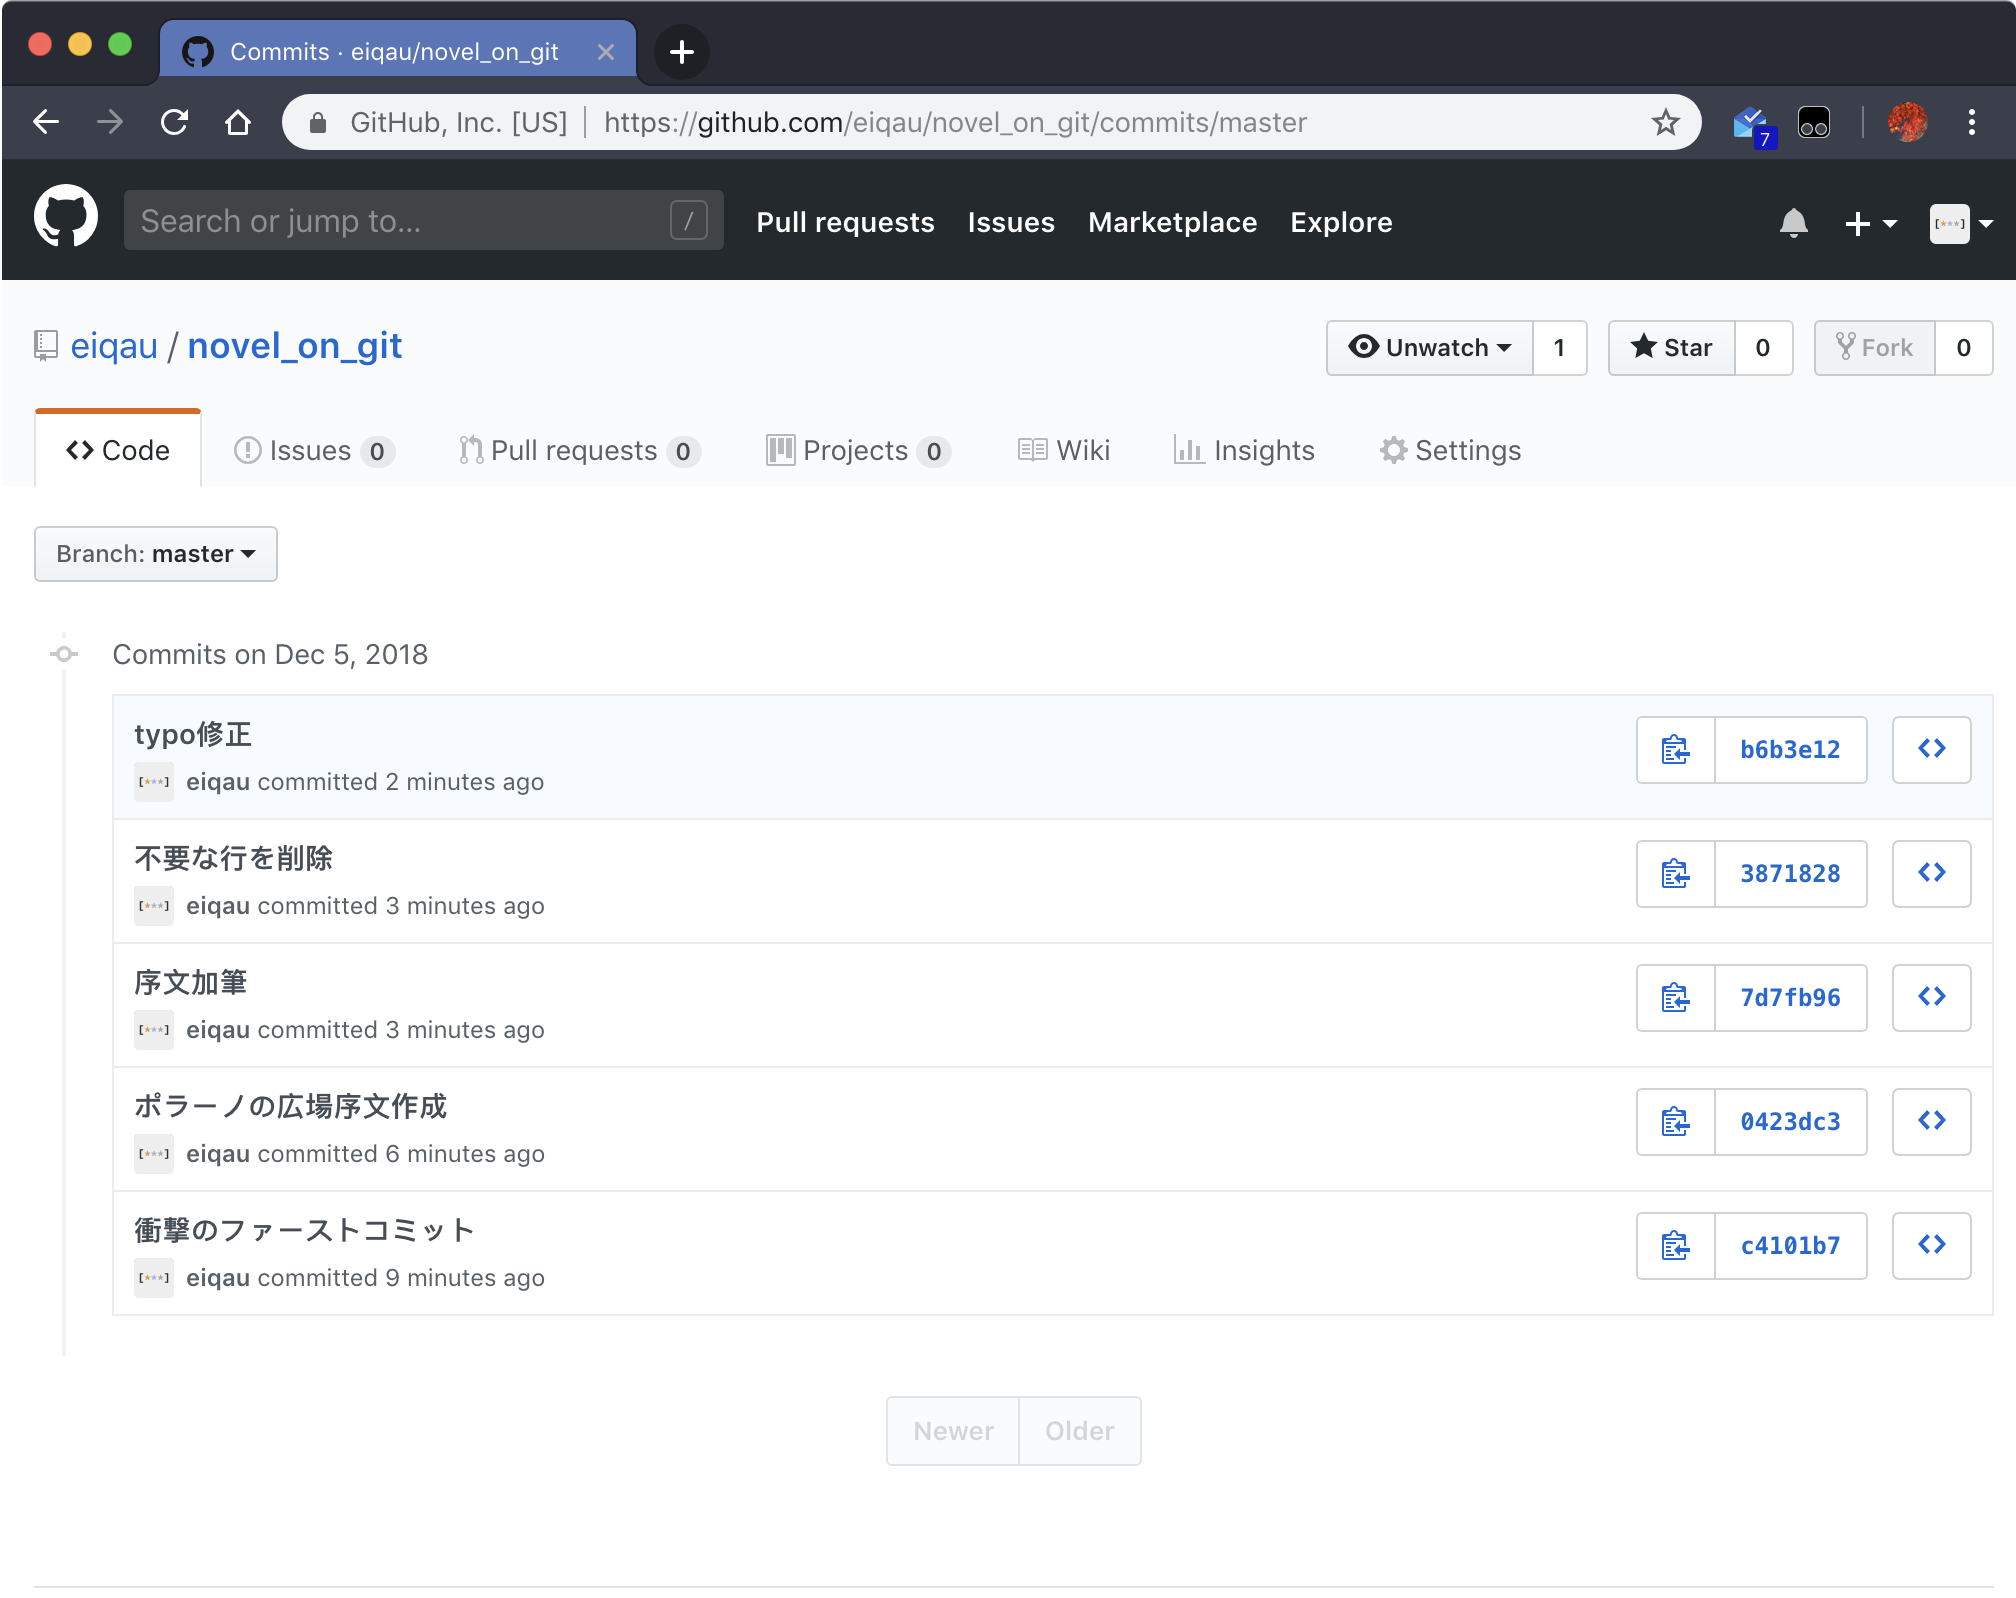 Commits · eiqau/novel_on_git
GitHub, Inc. [US] | https://github.com/eiqau/novel_on_git/commits/master
7
Search or jump to... /
Pull requests Issues Marketplace Explore
[***]
eiqau / novel_on_git
Unwatch 1 Star 0 Fork 0
Code Issues 0 Pull requests 0 Projects 0 Wiki Insights Settings
Branch: master
Commits on Dec 5, 2018
typo修正
b6b3e12
[***] eiqau committed 2 minutes ago
不要な行を削除
3871828
[***] eiqau committed 3 minutes ago
序文加筆
7d7fb96
[***] eiqau committed 3 minutes ago
ポラーノの広場序文作成
0423dc3
[***] eiqau committed 6 minutes ago
衝撃のファーストコミット
c4101b7
[***] eiqau committed 9 minutes ago
Newer Older